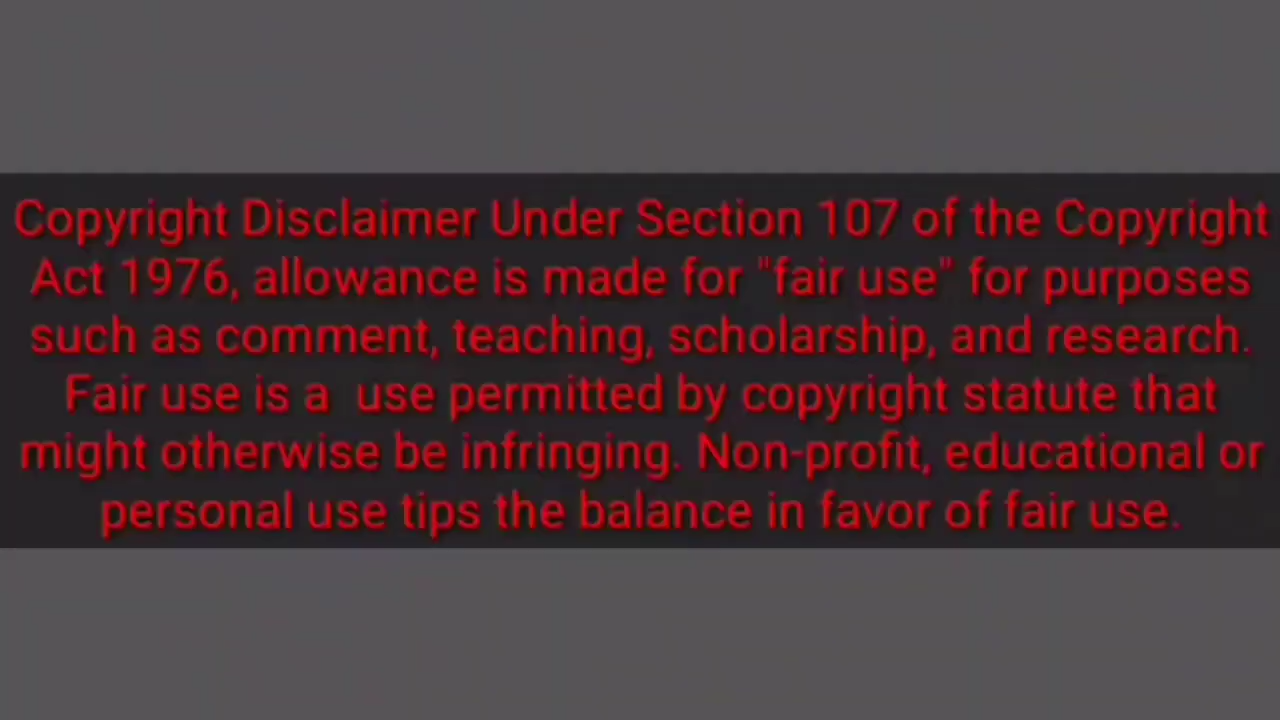 Copyright Disclaimer Under Section 107 of the Copyright
Act 1976, allowance is made for "fair use" for purposes
such as comment, teaching, scholarship, and research.
Fair use is a  use permitted by copyright statute that
might otherwise be infringing. Non-profit, educational or
personal use tips the balance in favor of fair use.